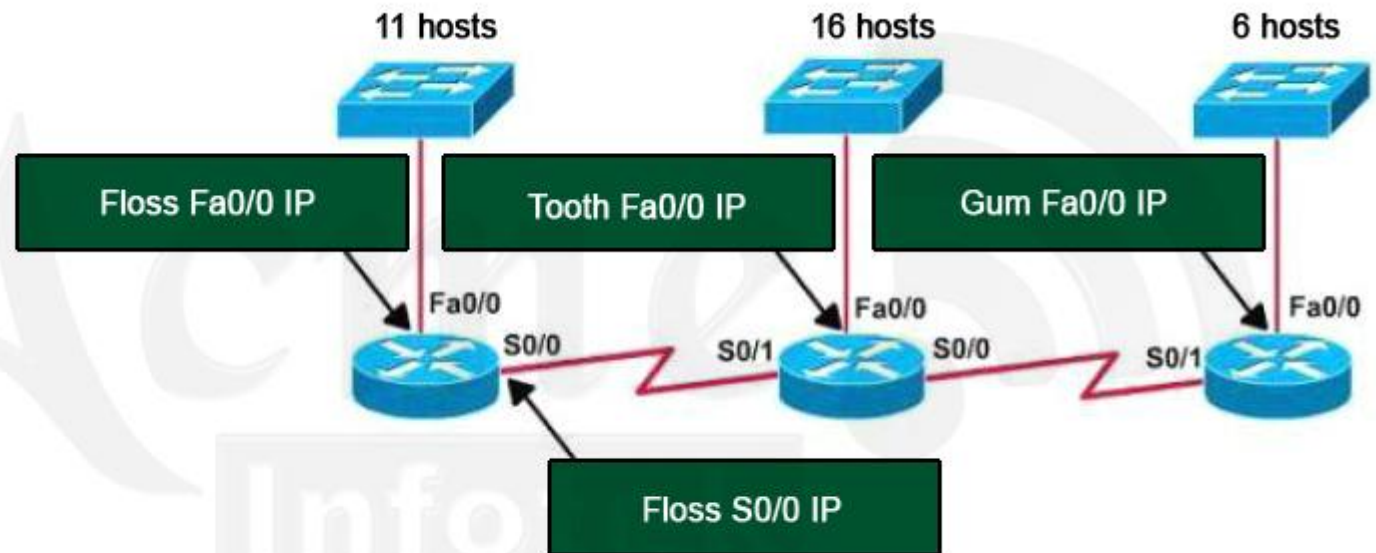 11 hosts
16 hosts
6 hosts
Floss Fa0/0 IP
Tooth Fa0/0 IP
Gum Fa0/0 IP
Fa0/0
Fa0/0
Fa0/0
S0/0
S0/1
S0/0
S0/1
Floss S0/0 IP
Acme